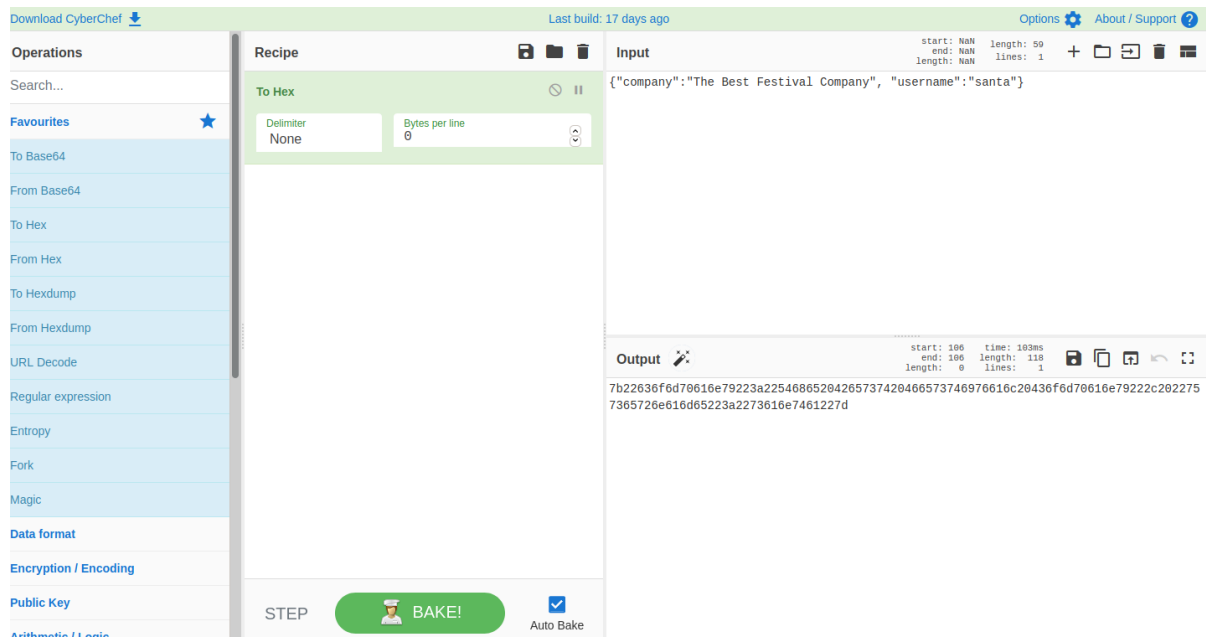 Download CyberChef
Last build: 17 days ago
Options
About / Support
Operations
Search...
Favourites
To Base64
From Base64
To Hex
From Hex
To Hexdump
From Hexdump
URL Decode
Regular expression
Entropy
Fork
Magic
Data format
Encryption / Encoding
Public Key
Arithmetic / Logic
Recipe
To Hex
Delimiter
None
Bytes per line
0
STEP
BAKE!
Auto Bake
Input
start: NaN
end: NaN
length: NaN
length: 59
lines: 1
{"company":"The Best Festival Company", "username":"santa"}
Output
start: 106
end: 106
length: 0
time: 103ms
length: 118
lines: 1
7b22636f6d70616e79223a22546865204265737420466573746976616c20436f6d70616e79222c202275
7365726e616d65223a2273616e7461227d